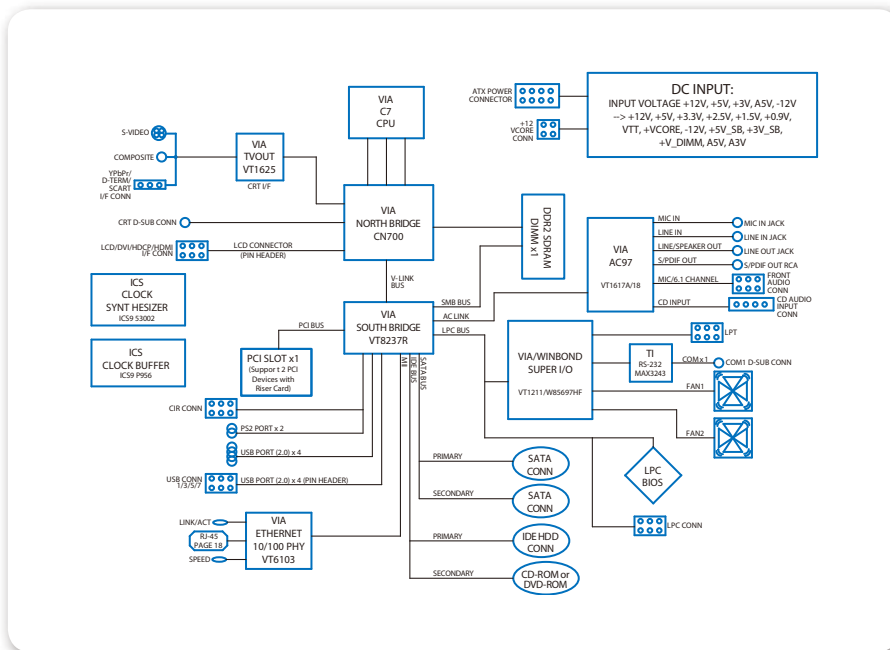 VIA
C7
CPU
ATX POWER
CONNECTOR
+12
VCORE
CONN
DC INPUT:
INPUT VOLTAGE +12V, +5V, +3V, A5V, -12V
--> +12V, +5V, +3.3V, +2.5V, +1.5V, +0.9V,
VTT, +VCORE, -12V, +5V_SB, +3V_SB,
+V_DIMM, A5V, A3V
S-VIDEO
COMPOSITE
YPbPr/
D-TERM/
SCART
I/F CONN
VIA
TVOUT
VT1625
CRT I/F
CRT D-SUB CONN
LCD/DVI/HDCP/HDMI
I/F CONN
LCD CONNECTOR
(PIN HEADER)
VIA
NORTH BRIDGE
CN700
DDR2 SDRAM
DIMM x1
VIA
AC97
VT1617A/18
MIC IN
LINE IN
LINE/SPEAKER OUT
S/PDIF OUT
MIC/6.1 CHANNEL
CD INPUT
MIC IN JACK
LINE IN JACK
LINE OUT JACK
S/PDIF OUT RCA
FRONT
AUDIO
CONN
CD AUDIO
INPUT
CONN
ICS
CLOCK
SYNT HESIZER
ICS9 53002
ICS
CLOCK BUFFER
ICS9 P956
V-LINK
BUS
VIA
SOUTH BRIDGE
VT8237R
SMB BUS
AC LINK
LPC BUS
PCI BUS
PCI SLOT x1
(Suppor t 2 PCI
Devices with
Riser Card)
MII
IDE BUS
SATA BUS
VIA/WINBOND
SUPER I/O
VT1211/W85697HF
LPT
TI
RS-232
MAX3243
COM x 1
COM1 D-SUB CONN
FAN1
FAN2
CIR CONN
PS2 PORT x 2
USB PORT (2.0) x 4
USB CONN
1/3/5/7
USB PORT (2.0) x 4 (PIN HEADER)
LINK/ACT
RJ-45
PAGE 18
SPEED
VIA
ETHERNET
10/100 PHY
VT6103
PRIMARY
SATA
CONN
SECONDARY
SATA
CONN
PRIMARY
IDE HDD
CONN
SECONDARY
CD-ROM or
DVD-ROM
LPC
BIOS
LPC CONN